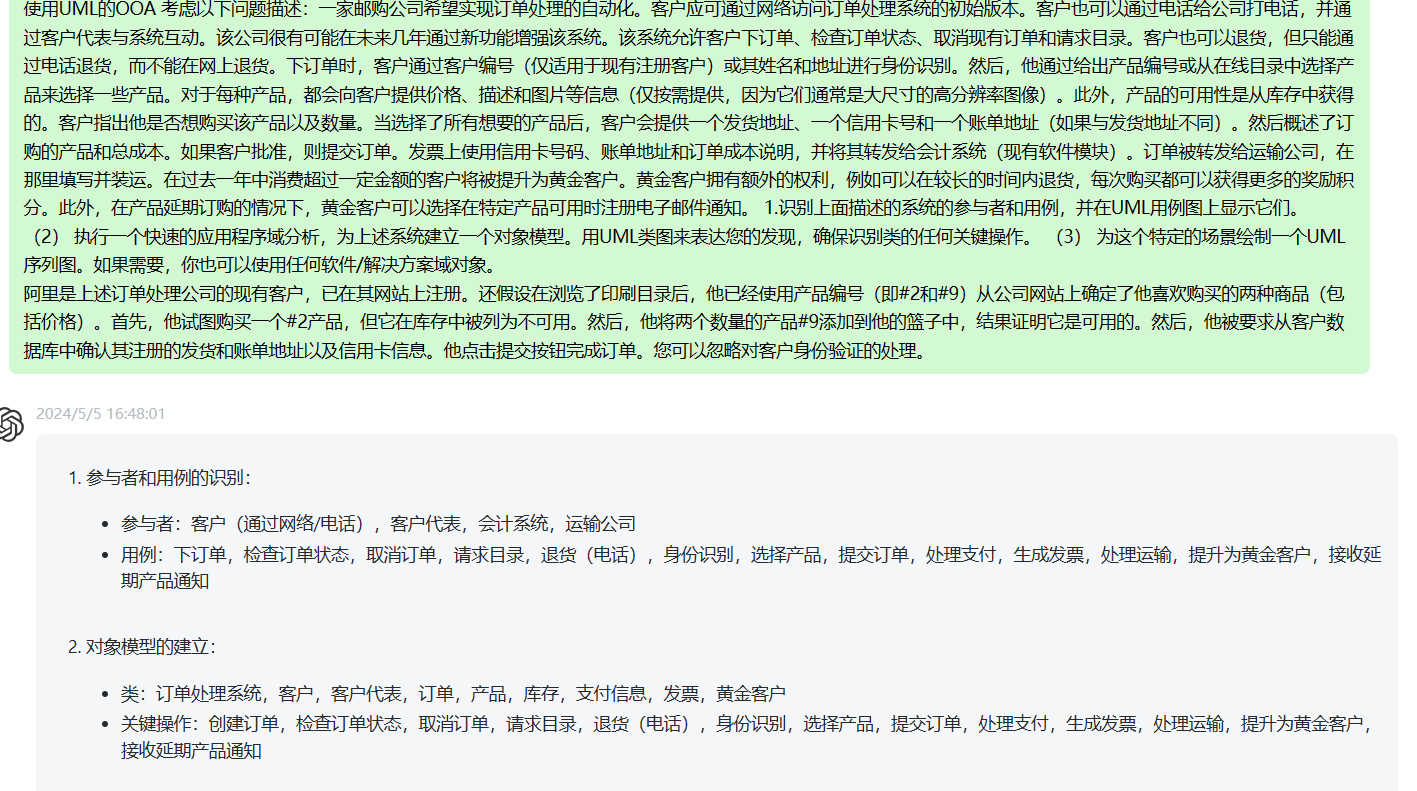 使用UML的OOA 考虑以下问题描述：一家邮购公司希望实现订单处理的自动化。客户应可通过网络访问订单处理系统的初始版本。客户也可以通过电话给公司打电话，并通
过客户代表与系统互动。该公司很有可能在未来几年通过新功能增强该系统。该系统允许客户下订单、检查订单状态、取消现有订单和请求目录。客户也可以退货，但只能通
过电话退货，而不能在网上退货。下订单时，客户通过客户编号（仅适用于现有注册客户）或其姓名和地址进行身份识别。然后，他通过给出产品编号或从在线目录中选择产
品来选择一些产品。对于每种产品，都会向客户提供价格、描述和图片等信息（仅按需提供，因为它们通常是大尺寸的高分辨率图像）。此外，产品的可用性是从库存中获得
的。客户指出他是否想购买该产品以及数量。当选择了所有想要的产品后，客户会提供一个发货地址、一个信用卡号和一个账单地址（如果与发货地址不同）。然后概述了订
购的产品和总成本。如果客户批准，则提交订单。发票上使用信用卡号码、账单地址和订单成本说明，并将其转发给会计系统（现有软件模块）。订单被转发给运输公司，在
那里填写并装运。在过去一年中消费超过一定金额的客户将被提升为黄金客户。黄金客户拥有额外的权利，例如可以在较长的时间内退货，每次购买都可以获得更多的奖励积
分。此外，在产品延期订购的情况下，黄金客户可以选择在特定产品可用时注册电子邮件通知。 1.识别上面描述的系统的参与者和用例，并在UML用例图上显示它们。
（2） 执行一个快速的应用程序域分析，为上述系统建立一个对象模型。用UML类图来表达您的发现，确保识别类的任何关键操作。 （3） 为这个特定的场景绘制一个UML
序列图。如果需要，你也可以使用任何软件/解决方案域对象。
阿里是上述订单处理公司的现有客户，已在其网站上注册。还假设在浏览了印刷目录后，他已经使用产品编号（即#2和#9）从公司网站上确定了他喜欢购买的两种商品（包
括价格）。首先，他试图购买一个#2产品，但它在库存中被列为不可用。然后，他将两个数量的产品#9添加到他的篮子中，结果证明它是可用的。然后，他被要求从客户数
据库中确认其注册的发货和账单地址以及信用卡信息。他点击提交按钮完成订单。您可以忽略对客户身份验证的处理。
2024/5/5 16:48:01
1. 参与者和用例的识别：
• 参与者：客户（通过网络/电话），客户代表，会计系统，运输公司
• 用例：下订单，检查订单状态，取消订单，请求目录，退货（电话），身份识别，选择产品，提交订单，处理支付，生成发票，处理运输，提升为黄金客户，接收延
期产品通知
2. 对象模型的建立：
• 类：订单处理系统，客户，客户代表，订单，产品，库存，支付信息，发票，黄金客户
• 关键操作：创建订单，检查订单状态，取消订单，请求目录，退货（电话），身份识别，选择产品，提交订单，处理支付，生成发票，处理运输，提升为黄金客户，
接收延期产品通知